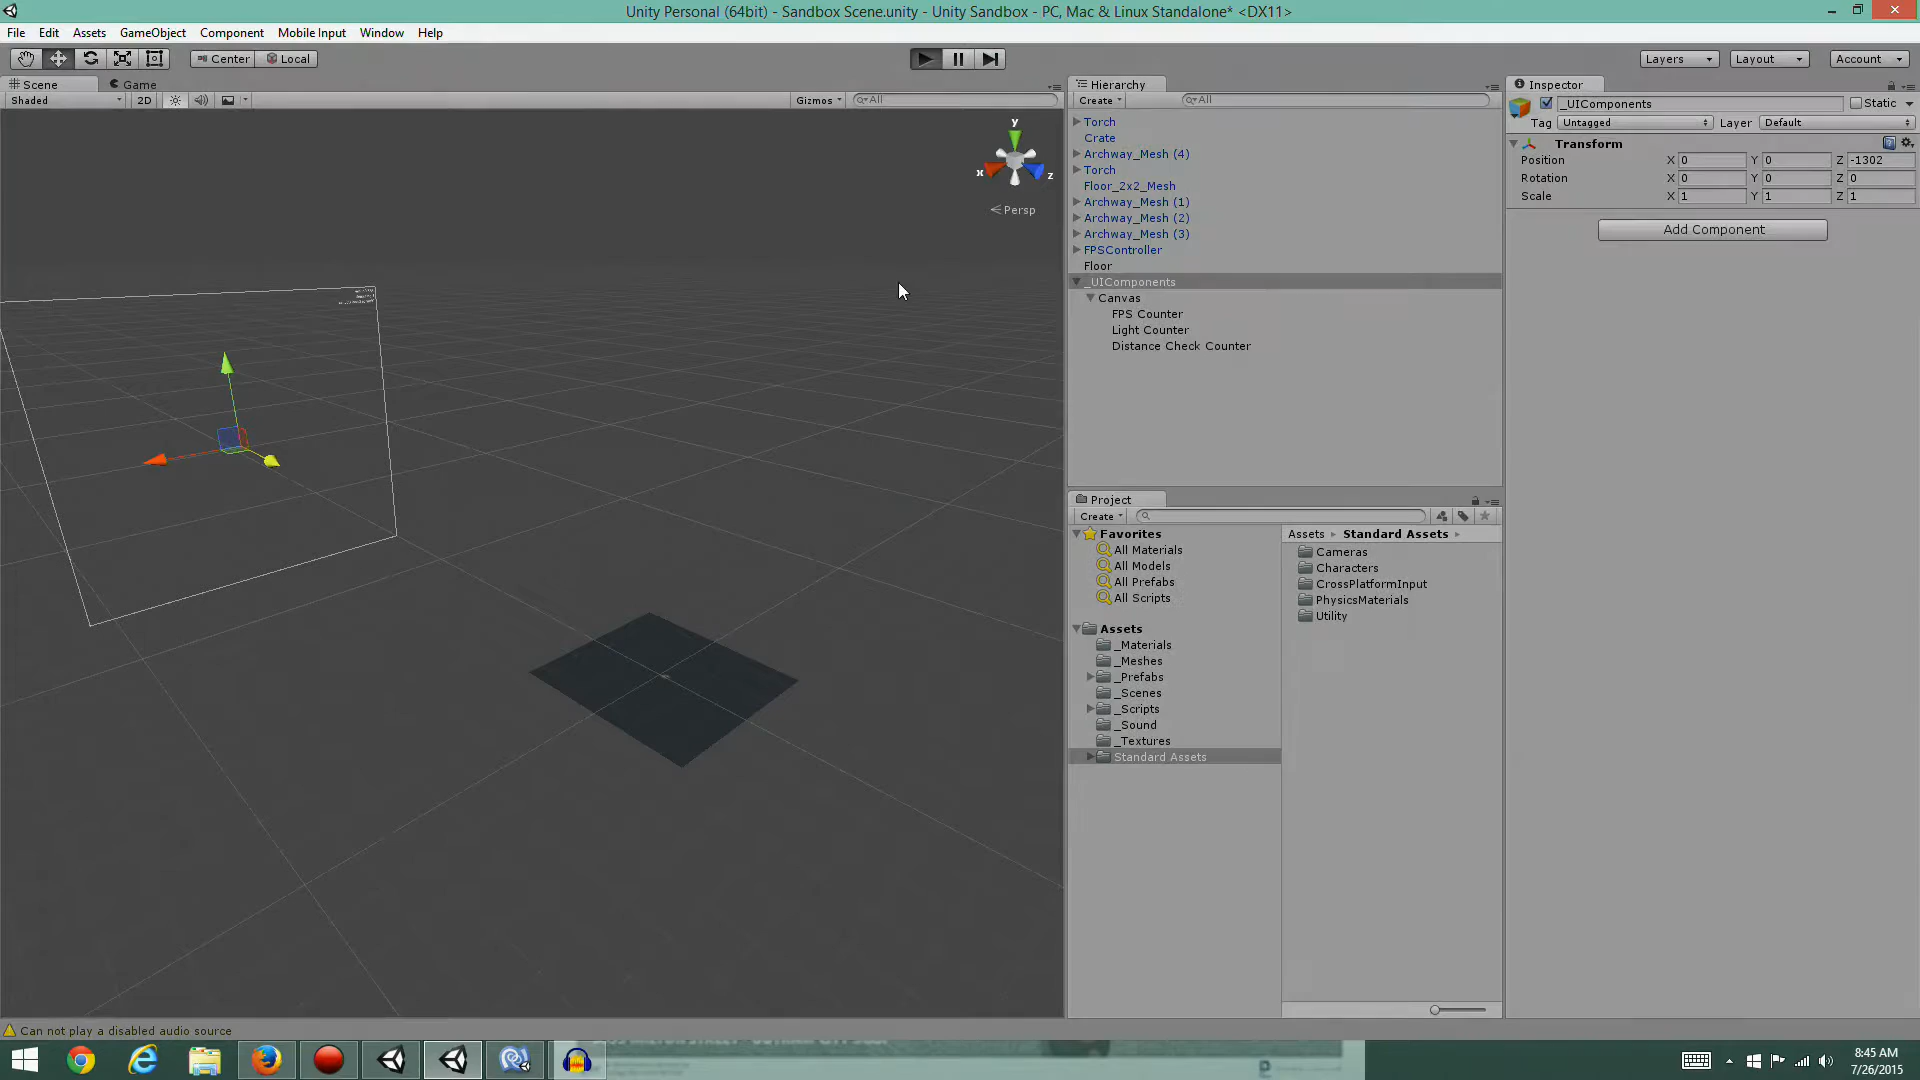 Unity Personal (64bit) - Sandbox Scene.unity - Unity Sandbox - PC, Mac & Linux Standalone* <DX11>
File Edit Assets GameObject Component Mobile Input Window Help
Center Local
Layers Layout Account
Scene Game
Shaded 2D Gizmos All
y
x z
Persp
Hierarchy
Create All
Torch
Crate
Archway_Mesh (4)
Torch
Floor_2x2_Mesh
Archway_Mesh (1)
Archway_Mesh (2)
Archway_Mesh (3)
FPSController
Floor
_UIComponents
Canvas
FPS Counter
Light Counter
Distance Check Counter
Project
Create
Favorites
All Materials
All Models
All Prefabs
All Scripts
Assets
_Materials
_Meshes
_Prefabs
_Scenes
_Scripts
_Sound
_Textures
Standard Assets
Assets Standard Assets
Cameras
Characters
CrossPlatformInput
PhysicsMaterials
Utility
Inspector
_UIComponents Static
Tag Untagged Layer Default
Transform
Position X 0 Y 0 Z -1302
Rotation X 0 Y 0 Z 0
Scale X 1 Y 1 Z 1
Add Component
Can not play a disabled audio source
8:45 AM
7/26/2015